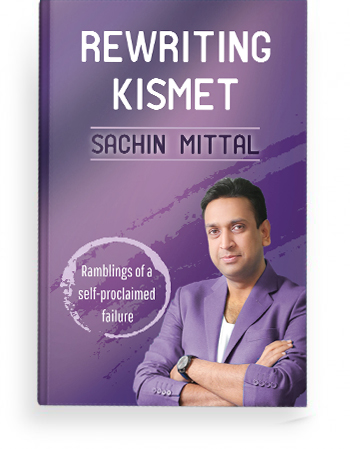 REWRITING
KISMET
SACHIN MITTAL
Ramblings of a
self-proclaimed
failure